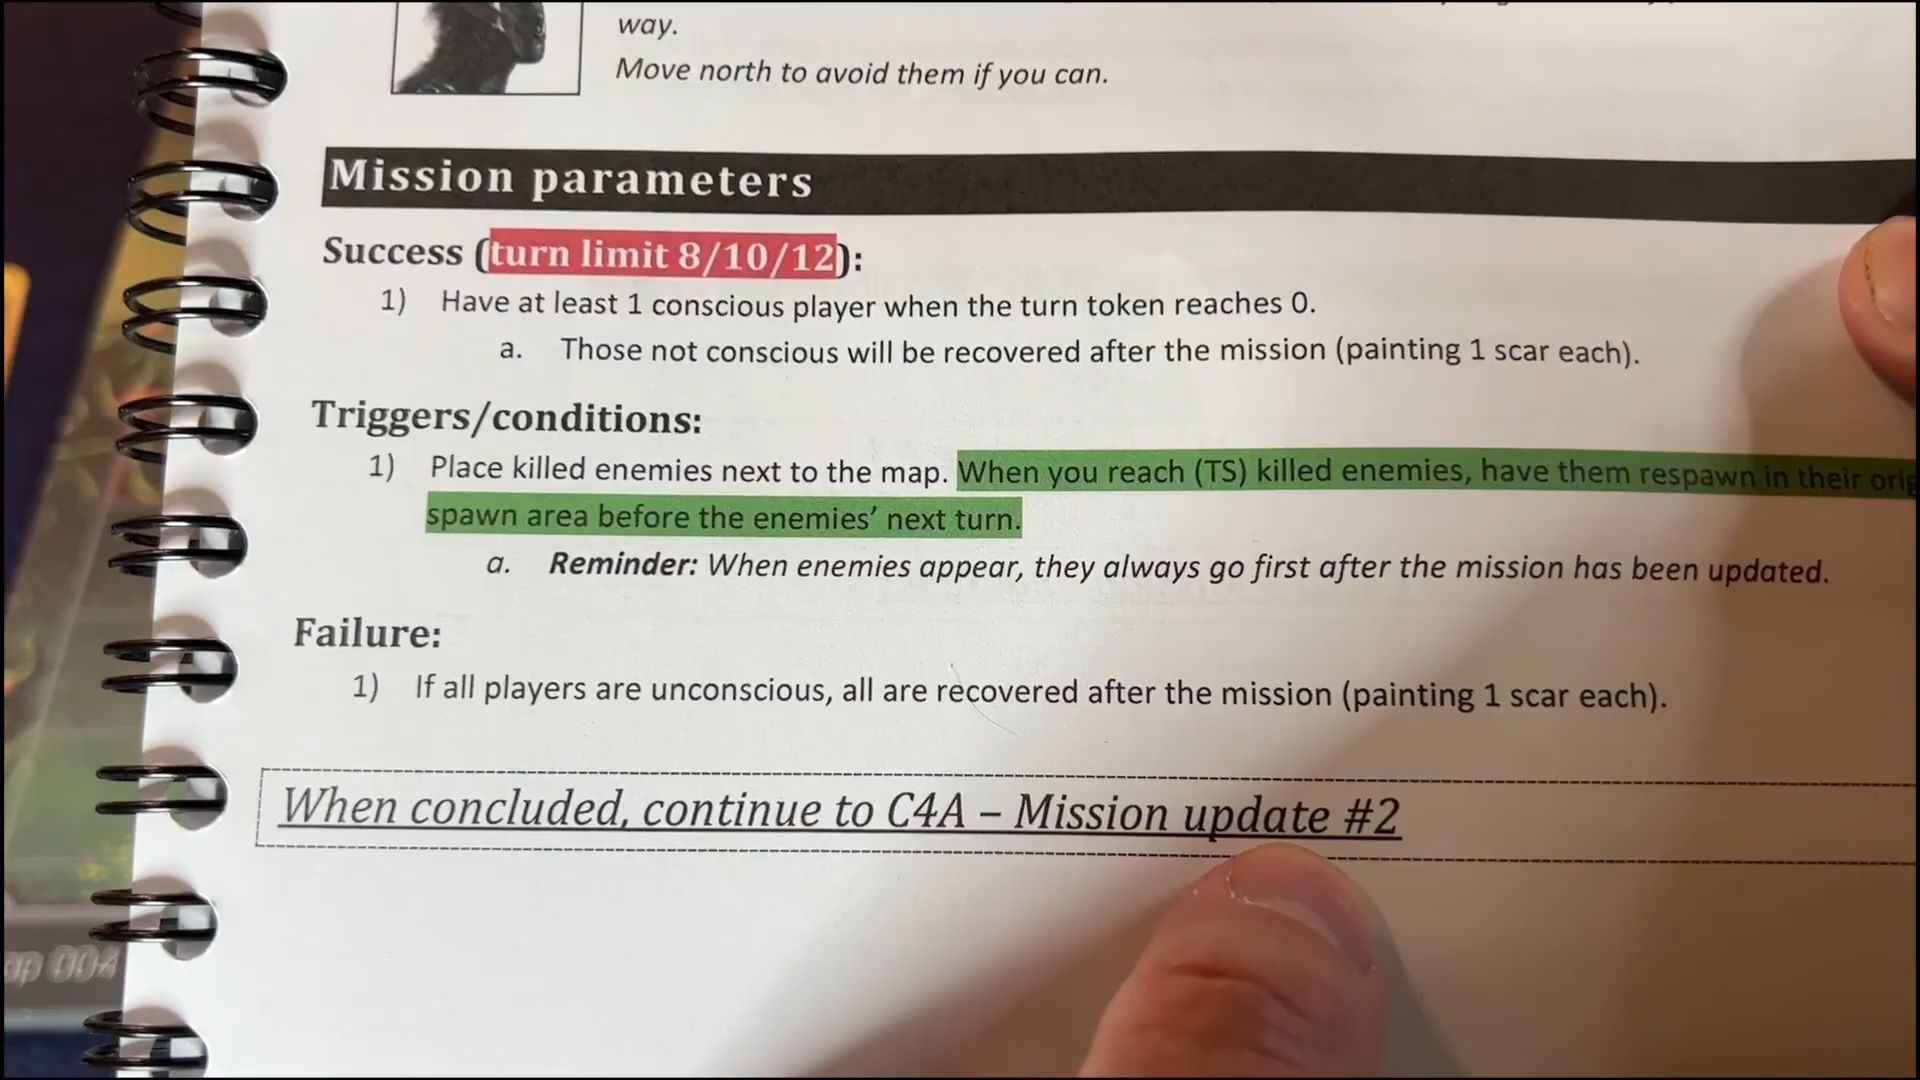 way.
Move north to avoid them if you can.
Mission parameters
Success (turn limit 8/10/12):
1) Have at least 1 conscious player when the turn token reaches 0.
a. Those not conscious will be recovered after the mission (painting 1 scar each).
Triggers/conditions:
1) Place killed enemies next to the map. When you reach (TS) killed enemies, have them respawn in their
spawn area before the enemies’ next turn.
a. Reminder: When enemies appear, they always go first after the mission has been updated.
Failure:
1) If all players are unconscious, all are recovered after the mission (painting 1 scar each).
When concluded, continue to C4A – Mission update #2